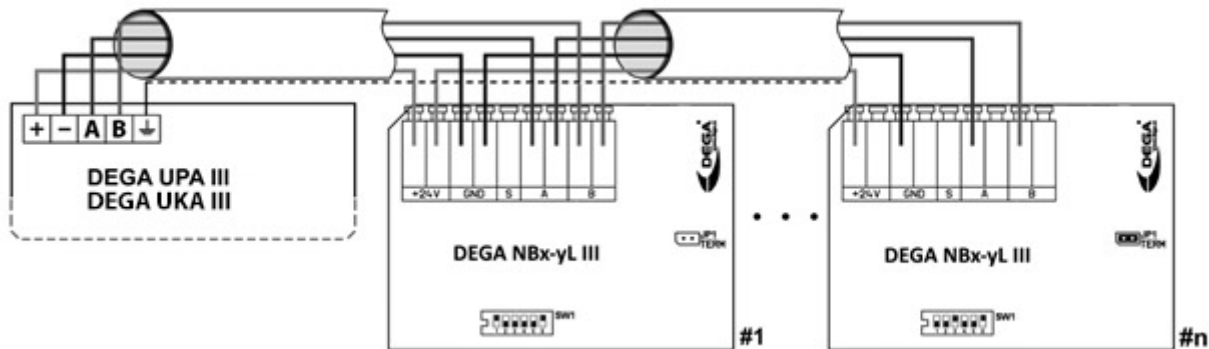 + - A B
DEGA UPA III
DEGA UKA III
DEGA
+24V GND S A B
JP1
TERM
DEGA NBx-yL III
SW1
#1
. . .
DEGA
+24V GND S A B
JP1
TERM
DEGA NBx-yL III
SW1
#n